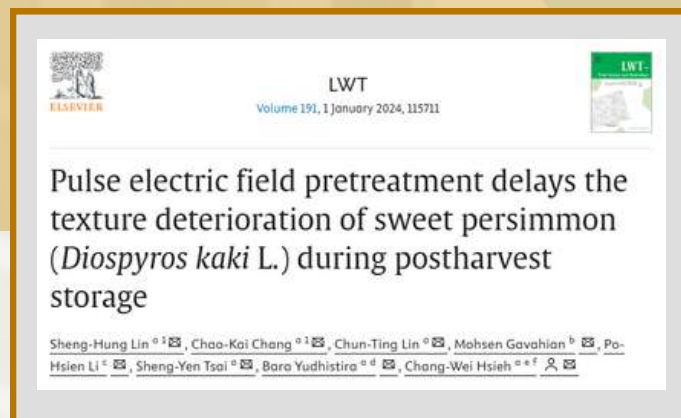 ELSEVIER
LWT
Volume 191, 1 January 2024, 115711
LWT-
Pulse electric field pretreatment delays the
texture deterioration of sweet persimmon
(Diospyros kaki L.) during postharvest
storage
Sheng-Hung Lin a 1, Chao-Kai Chang a 1, Chun-Ting Lin a, Mohsen Gavahian b, Po-
Hsien Li c, Sheng-Yen Tsai a, Bara Yudhistira a d, Chang-Wei Hsieh a e f